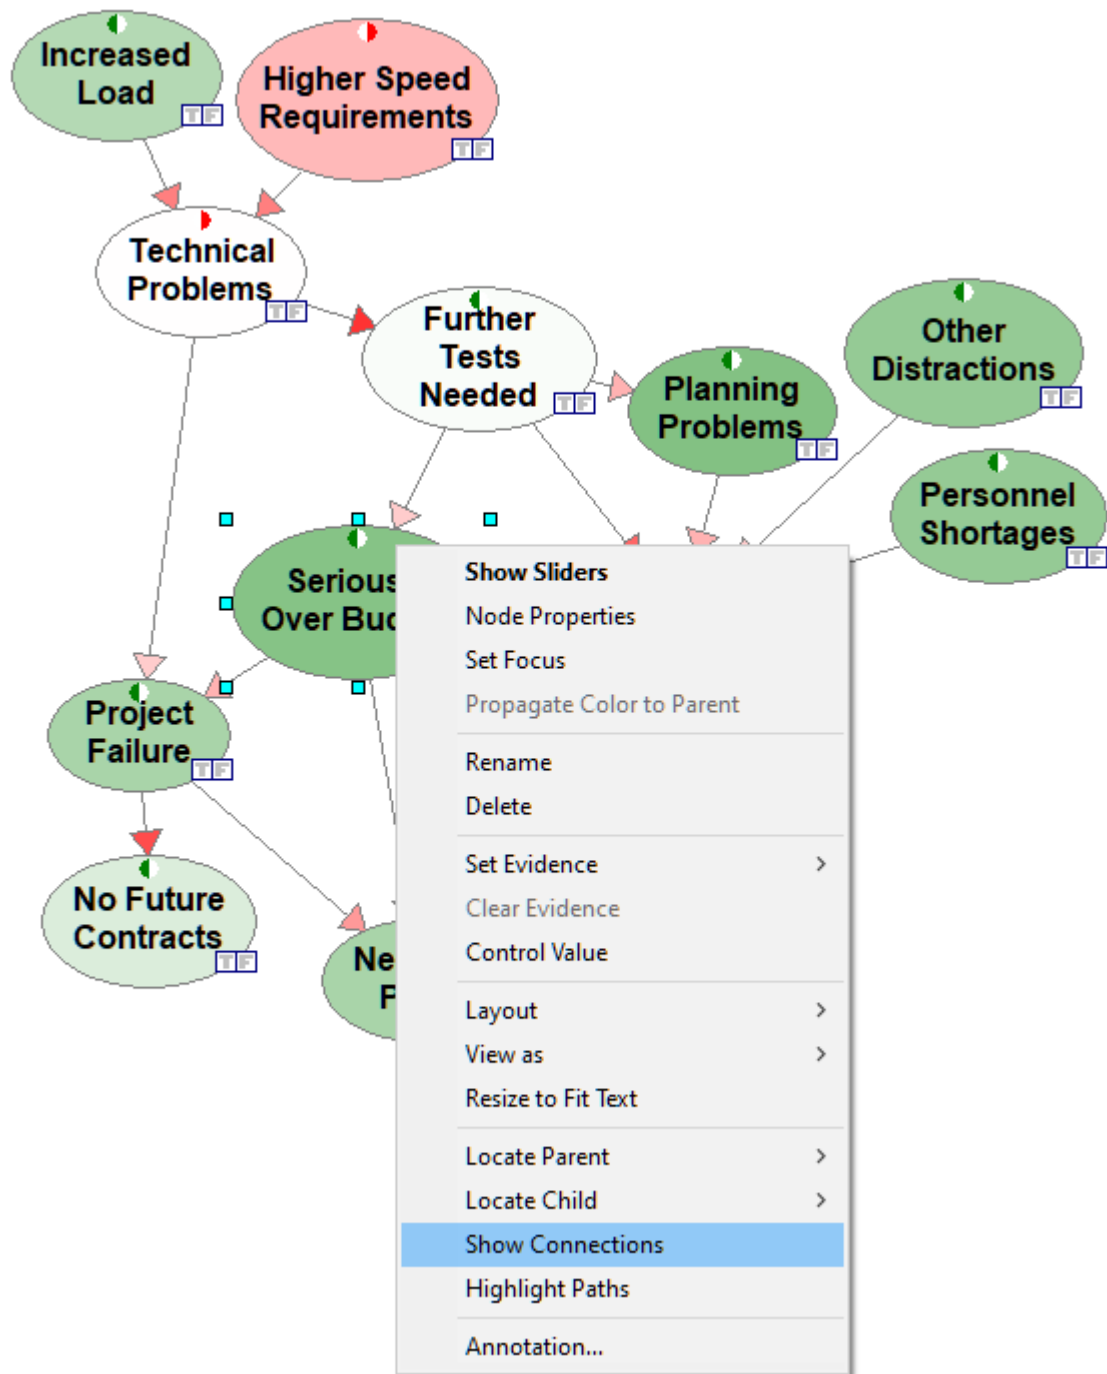 Increased
Load
T F
Higher Speed
Requirements
T F
Technical
Problems
T F
Further
Tests
Needed
T F
Planning
Problems
T F
Other
Distractions
T F
Personnel
Shortages
T F
Serious
Over Bud
Project
Failure
T F
No Future
Contracts
T F
Ne
P
Show Sliders
Node Properties
Set Focus
Propagate Color to Parent
Rename
Delete
Set Evidence
Clear Evidence
Control Value
Layout
View as
Resize to Fit Text
Locate Parent
Locate Child
Show Connections
Highlight Paths
Annotation...